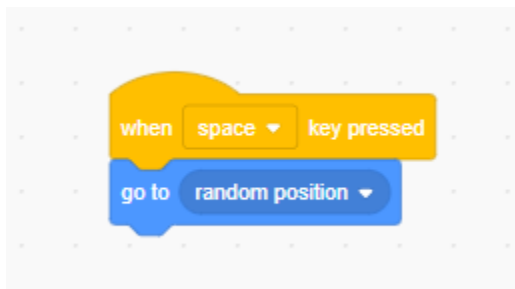 when space key pressed
go to random position